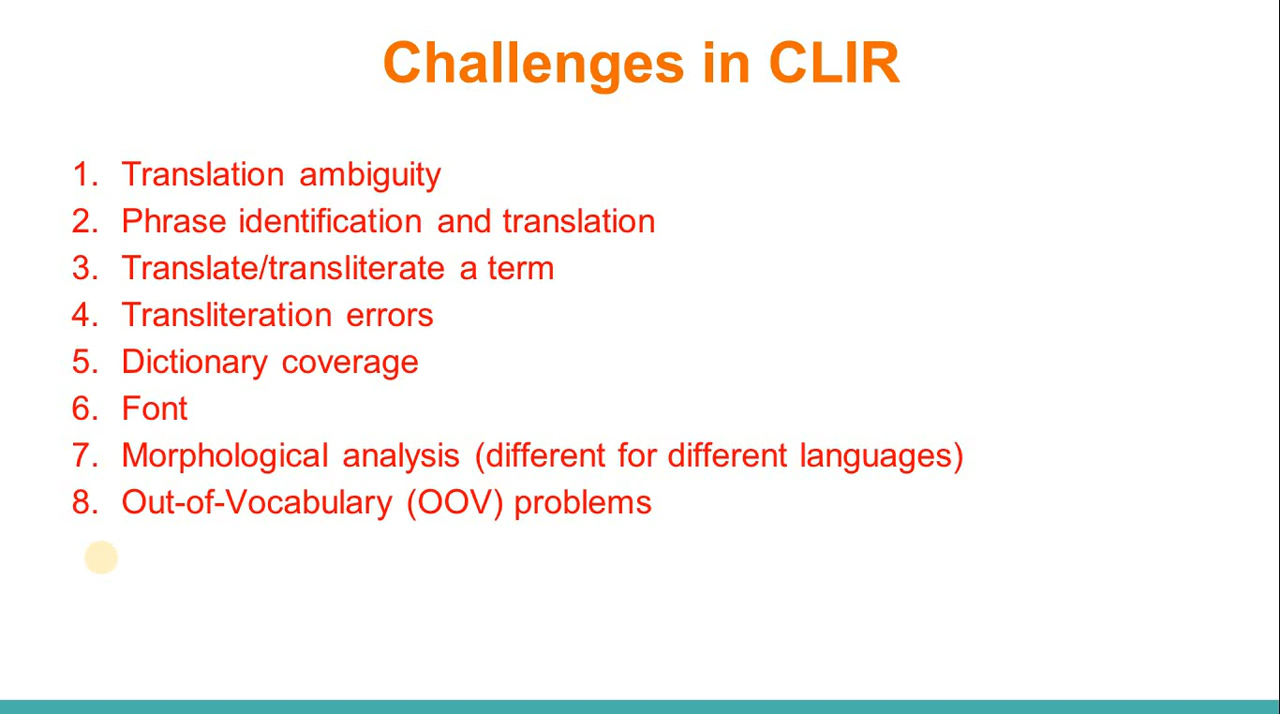 Challenges in CLIR
1. Translation ambiguity
2. Phrase identification and translation
3. Translate/transliterate a term
4. Transliteration errors
5. Dictionary coverage
6. Font
7. Morphological analysis (different for different languages)
8. Out-of-Vocabulary (OOV) problems